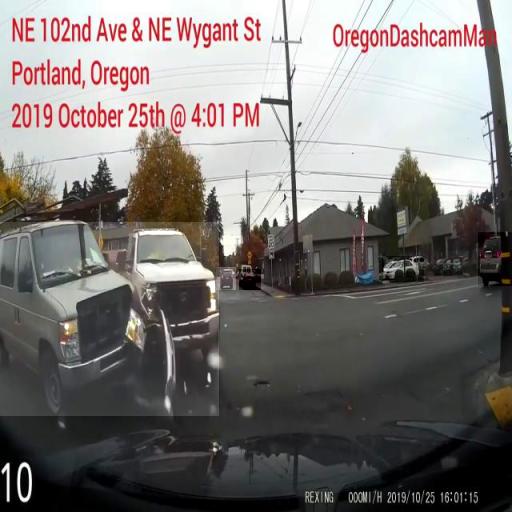 NE 102nd Ave & NE Wygant St
OregonDashcamMan
Portland, Oregon
2019 October 25th @ 4:01 PM
10
REXING 000MI/H 2019/10/25 16:01:15